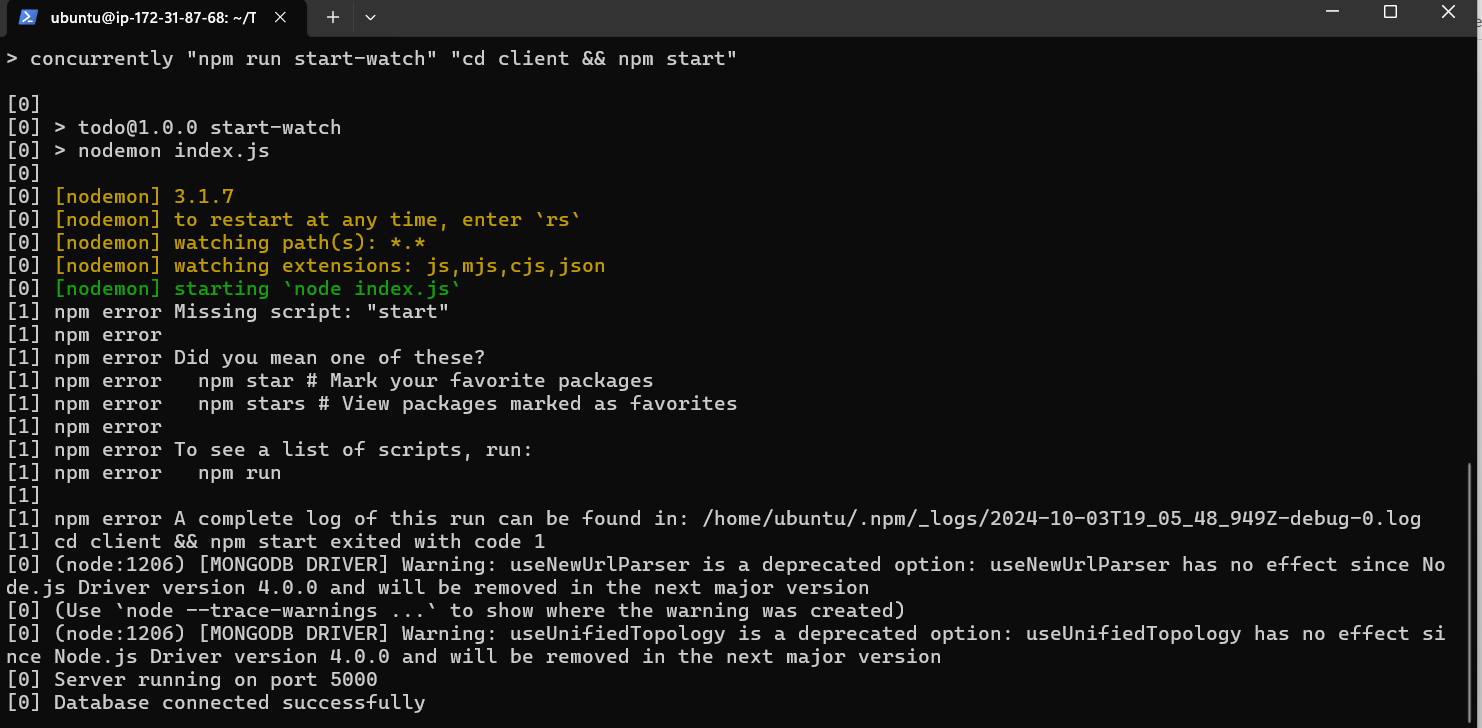 ubuntu@ip-172-31-87-68: ~/T
> concurrently "npm run start-watch" "cd client && npm start"
[0]
[0] > todo@1.0.0 start-watch
[0] > nodemon index.js
[0]
[0] [nodemon] 3.1.7
[0] [nodemon] to restart at any time, enter `rs`
[0] [nodemon] watching path(s): *.*
[0] [nodemon] watching extensions: js,mjs,cjs,json
[0] [nodemon] starting `node index.js`
[1] npm error Missing script: "start"
[1] npm error
[1] npm error Did you mean one of these?
[1] npm error   npm star # Mark your favorite packages
[1] npm error   npm stars # View packages marked as favorites
[1] npm error
[1] npm error To see a list of scripts, run:
[1] npm error   npm run
[1]
[1] npm error A complete log of this run can be found in: /home/ubuntu/.npm/_logs/2024-10-03T19_05_48_949Z-debug-0.log
[1] cd client && npm start exited with code 1
[0] (node:1206) [MONGODB DRIVER] Warning: useNewUrlParser is a deprecated option: useNewUrlParser has no effect since No
de.js Driver version 4.0.0 and will be removed in the next major version
[0] (Use `node --trace-warnings ...` to show where the warning was created)
[0] (node:1206) [MONGODB DRIVER] Warning: useUnifiedTopology is a deprecated option: useUnifiedTopology has no effect si
nce Node.js Driver version 4.0.0 and will be removed in the next major version
[0] Server running on port 5000
[0] Database connected successfully